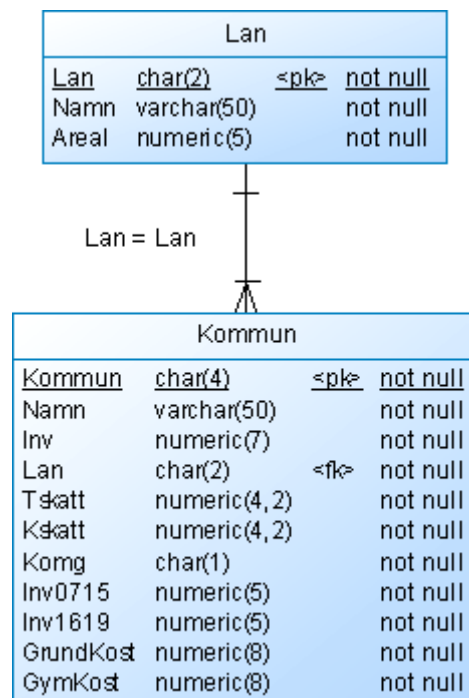 Lan
Lan char(2) <pk> not null
Namn varchar(50) not null
Areal numeric(5) not null
Lan = Lan
Kommun
Kommun char(4) <pk> not null
Namn varchar(50) not null
Inv numeric(7) not null
Lan char(2) <fk> not null
Tskatt numeric(4,2) not null
Kskatt numeric(4,2) not null
Komg char(1) not null
Inv0715 numeric(5) not null
Inv1619 numeric(5) not null
GrundKost numeric(8) not null
GymKost numeric(8) not null